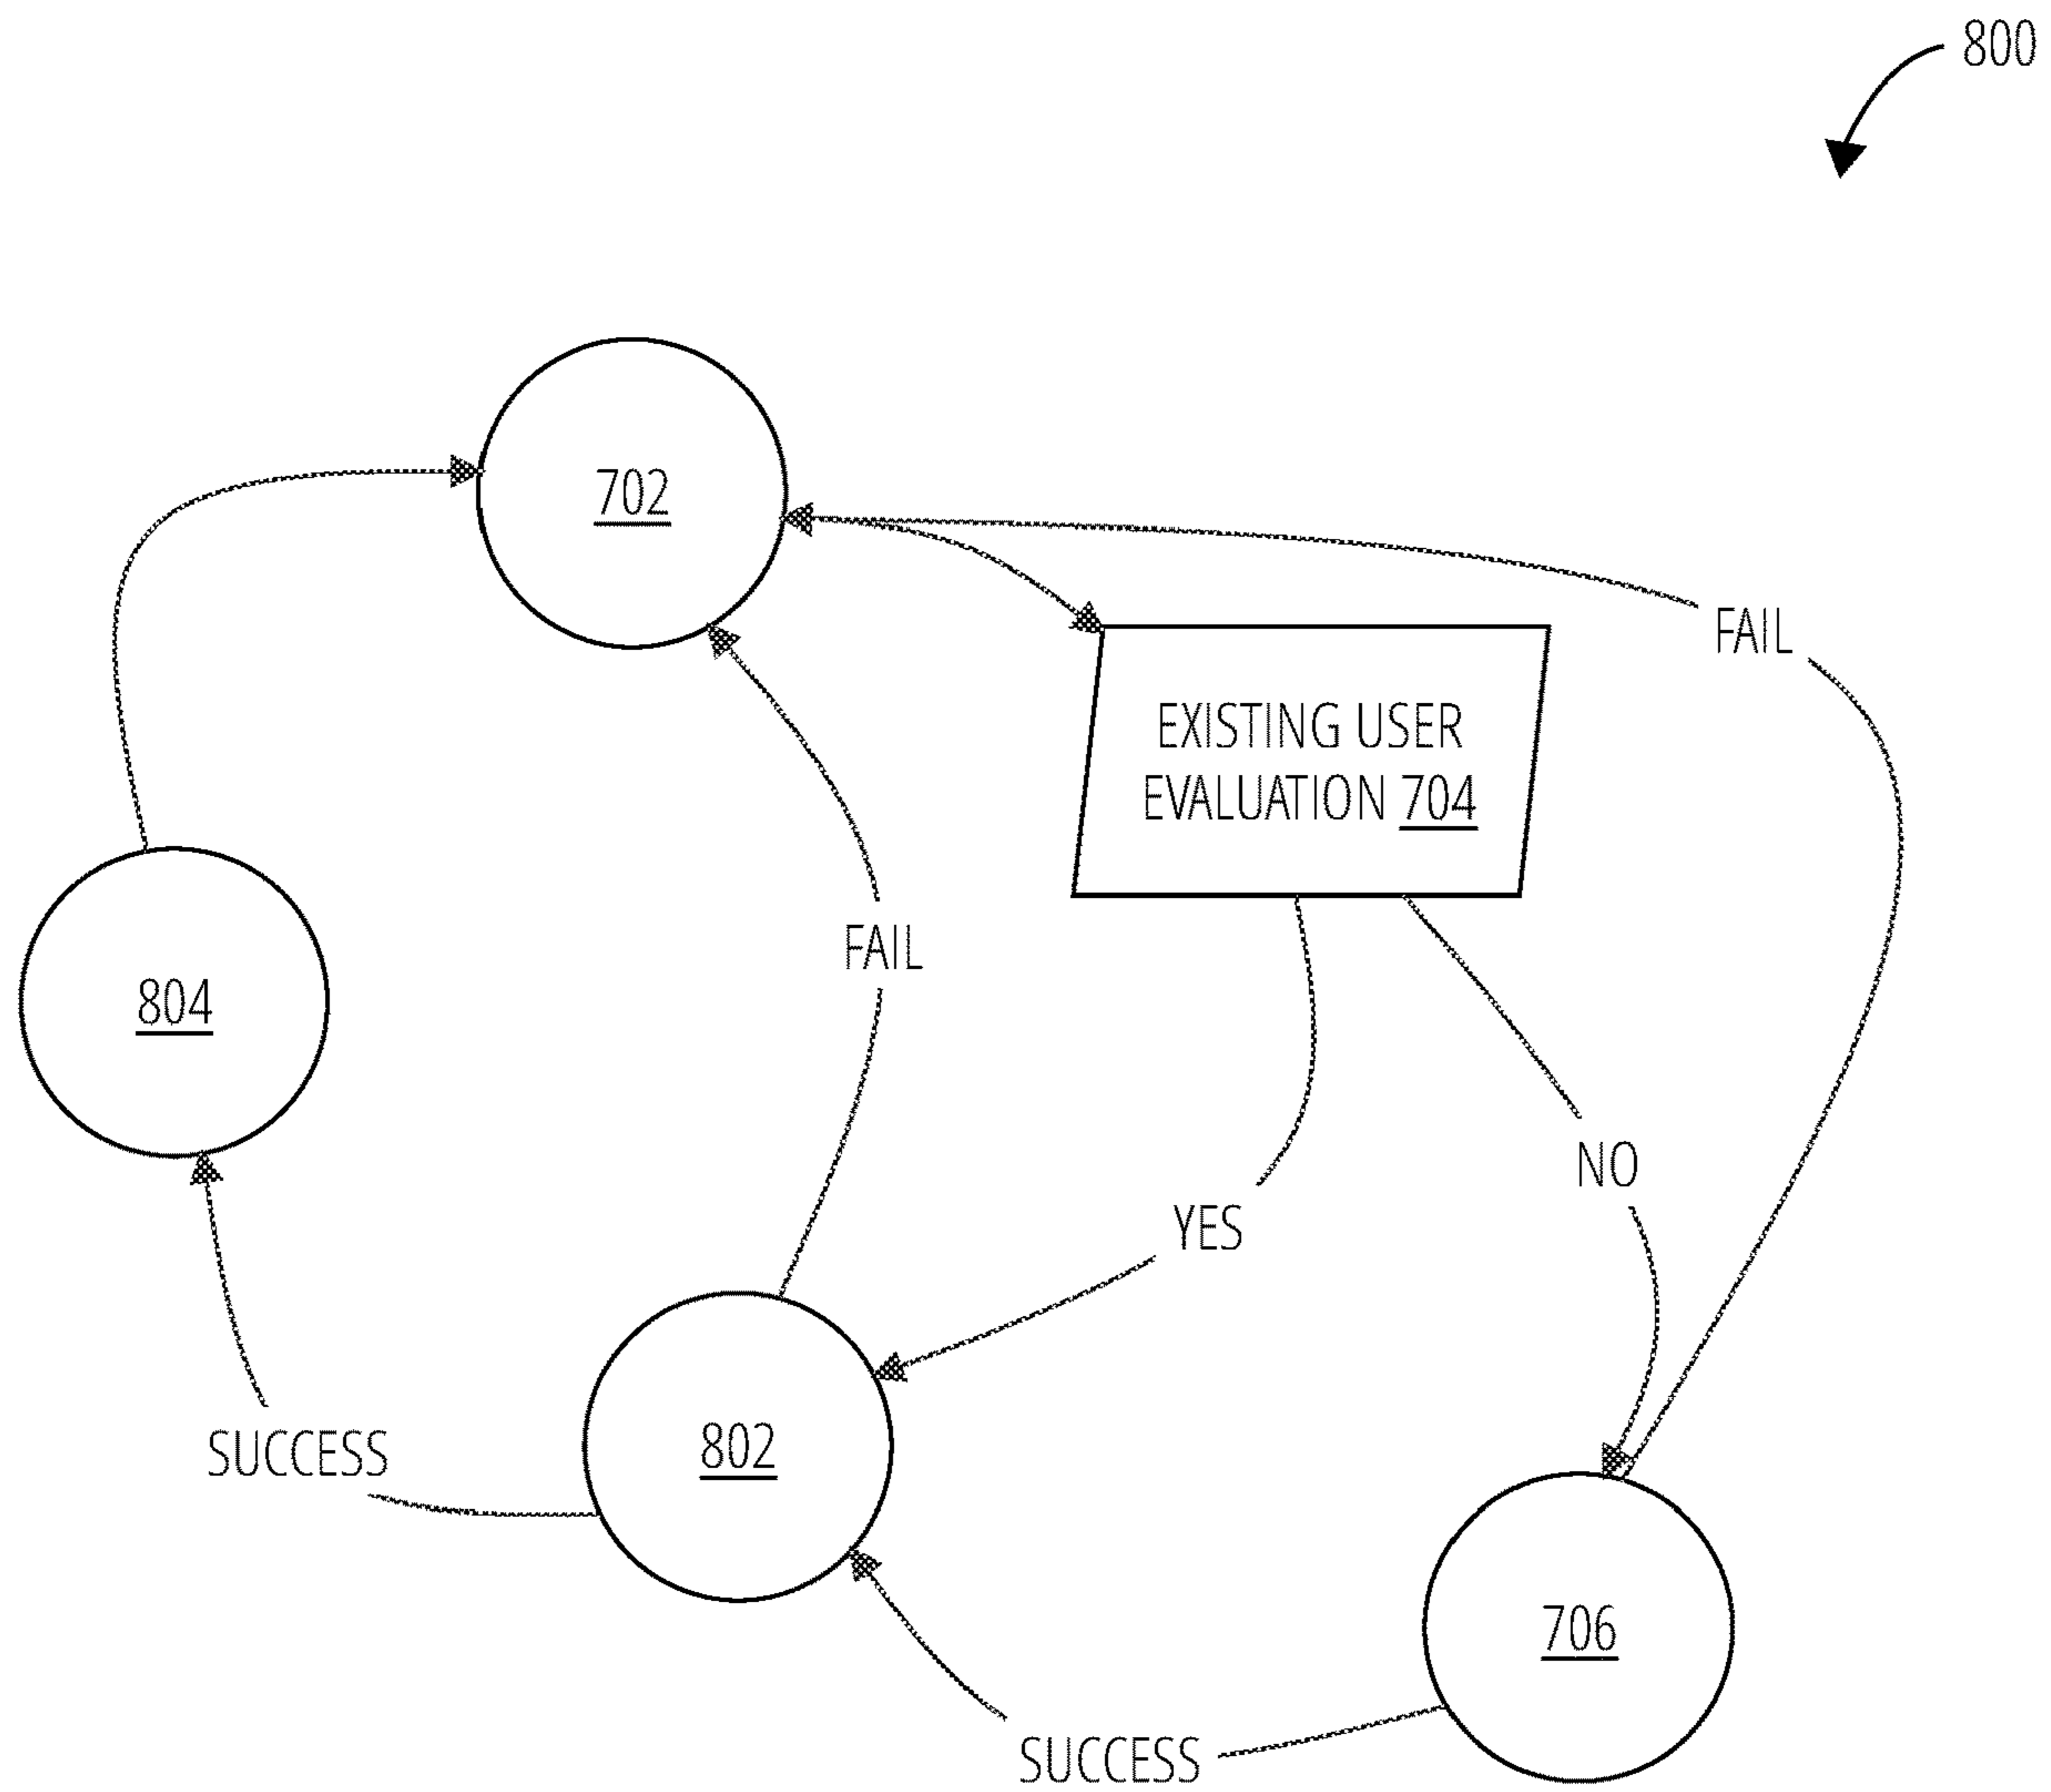 800
702
FAIL
EXISTING USER
EVALUATION 704
FAIL
804
NO
YES
802
SUCCESS
706
SUCCESS